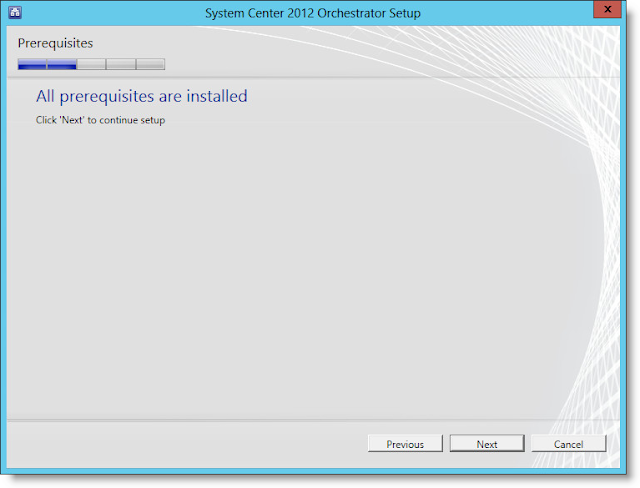 System Center 2012 Orchestrator Setup
x
Prerequisites
All prerequisites are installed
Click 'Next' to continue setup
Previous
Next
Cancel